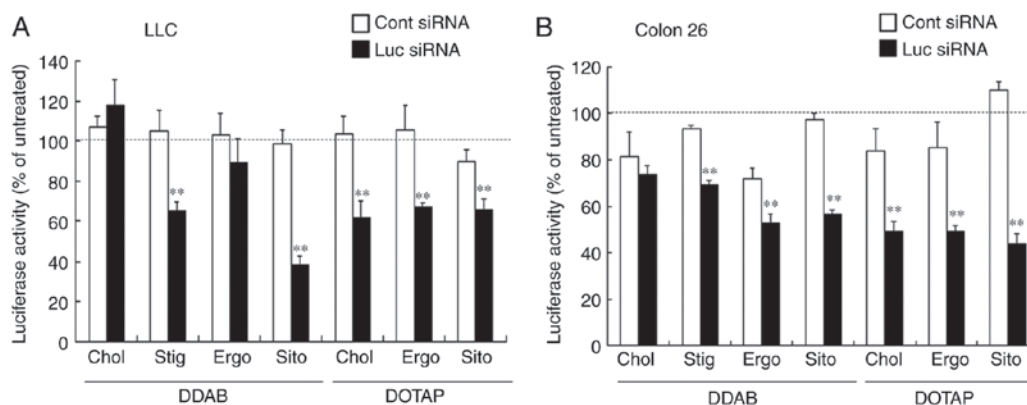 A
LLC
Cont siRNA
Luc siRNA
Luciferase activity (% of untreated)
140
120
100
80
60
40
20
0
**
**
**
**
**
Chol Stig Ergo Sito Chol Ergo Sito
DDAB DOTAP
B
Colon 26
Cont siRNA
Luc siRNA
Luciferase activity (% of untreated)
120
100
80
60
40
20
0
**
**
**
**
**
**
Chol Stig Ergo Sito Chol Ergo Sito
DDAB DOTAP